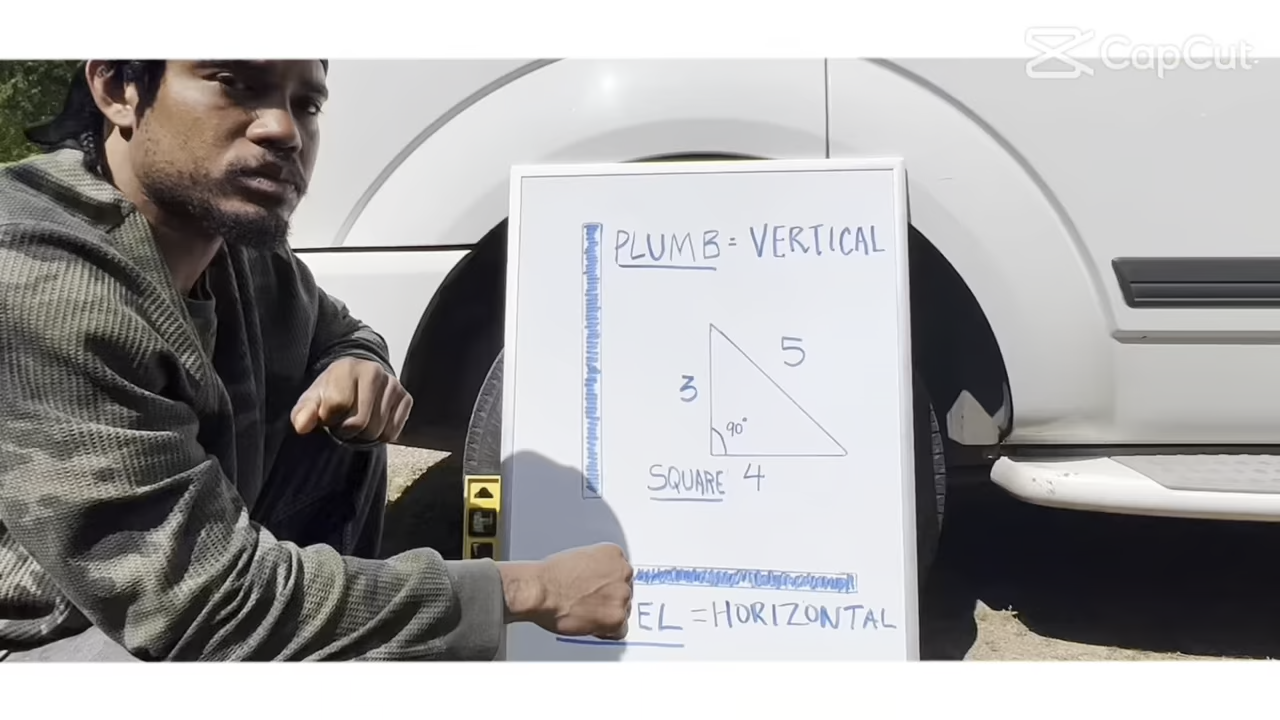 CapCut
PLUMB = VERTICAL
5
3
90°
SQUARE 4
EL = HORIZONTAL